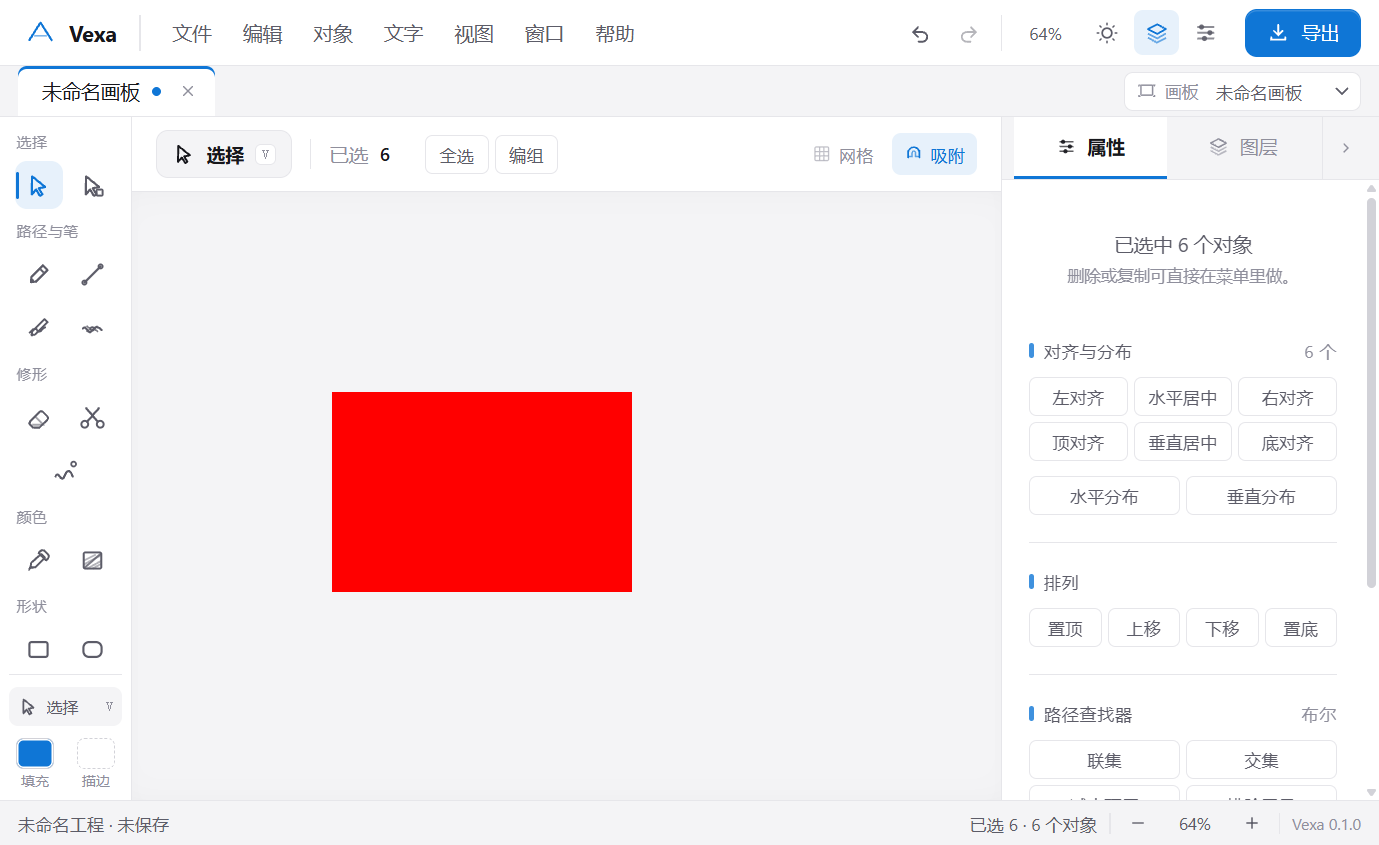 Vexa 文件 编辑 对象 文字 视图 窗口 帮助 64% 导出
未命名画板 画板 未命名画板
选择
选择 V 已选 6 全选 编组 网格 吸附
属性 图层
路径与笔
修形
颜色
形状
选择 V
填充 描边
已选中 6 个对象
删除或复制可直接在菜单里做。
对齐与分布 6 个
左对齐 水平居中 右对齐
顶对齐 垂直居中 底对齐
水平分布 垂直分布
排列
置顶 上移 下移 置底
路径查找器 布尔
联集 交集
未命名工程 · 未保存 已选 6 · 6 个对象 64% Vexa 0.1.0